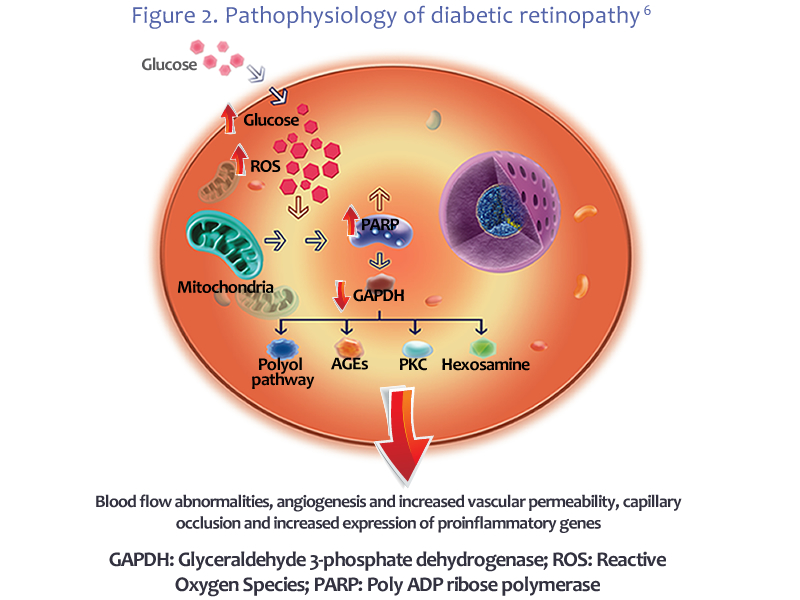 Figure 2. Pathophysiology of diabetic retinopathy 6
Glucose
Glucose
ROS
PARP
Mitochondria
GAPDH
Polyol
pathway
AGEs
PKC
Hexosamine
Blood flow abnormalities, angiogenesis and increased vascular permeability, capillary
occlusion and increased expression of proinflammatory genes
GAPDH: Glyceraldehyde 3-phosphate dehydrogenase; ROS: Reactive
Oxygen Species; PARP: Poly ADP ribose polymerase